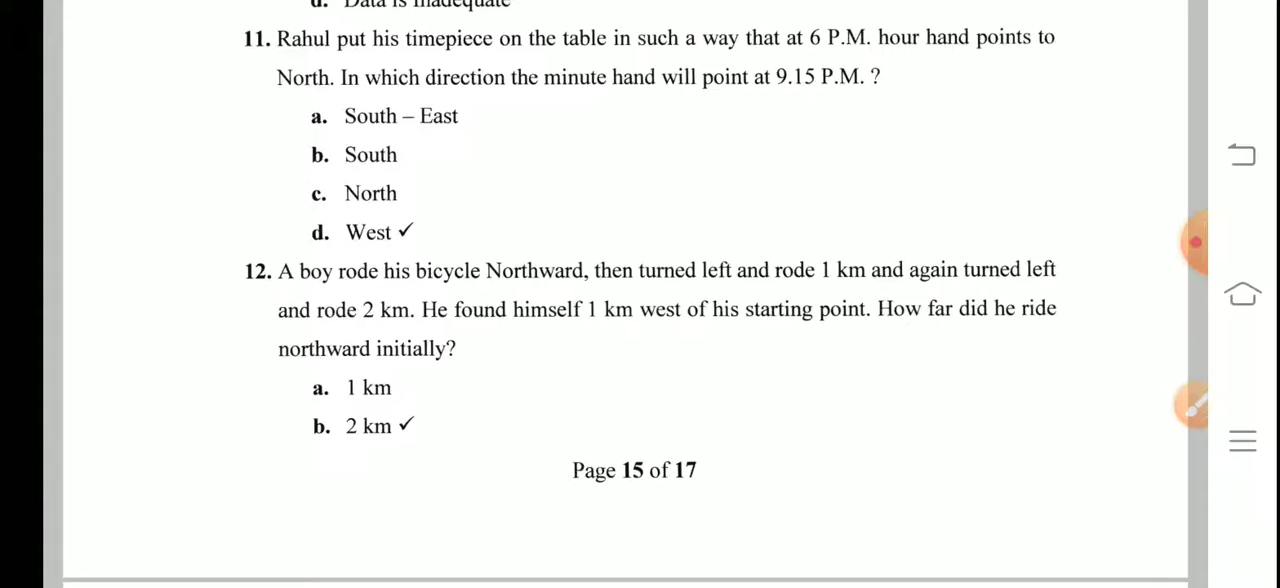 d. Data is inadequate
11. Rahul put his timepiece on the table in such a way that at 6 P.M. hour hand points to
North. In which direction the minute hand will point at 9.15 P.M. ?
a. South – East
b. South
c. North
d. West ✓
12. A boy rode his bicycle Northward, then turned left and rode 1 km and again turned left
and rode 2 km. He found himself 1 km west of his starting point. How far did he ride
northward initially?
a. 1 km
b. 2 km ✓
Page 15 of 17